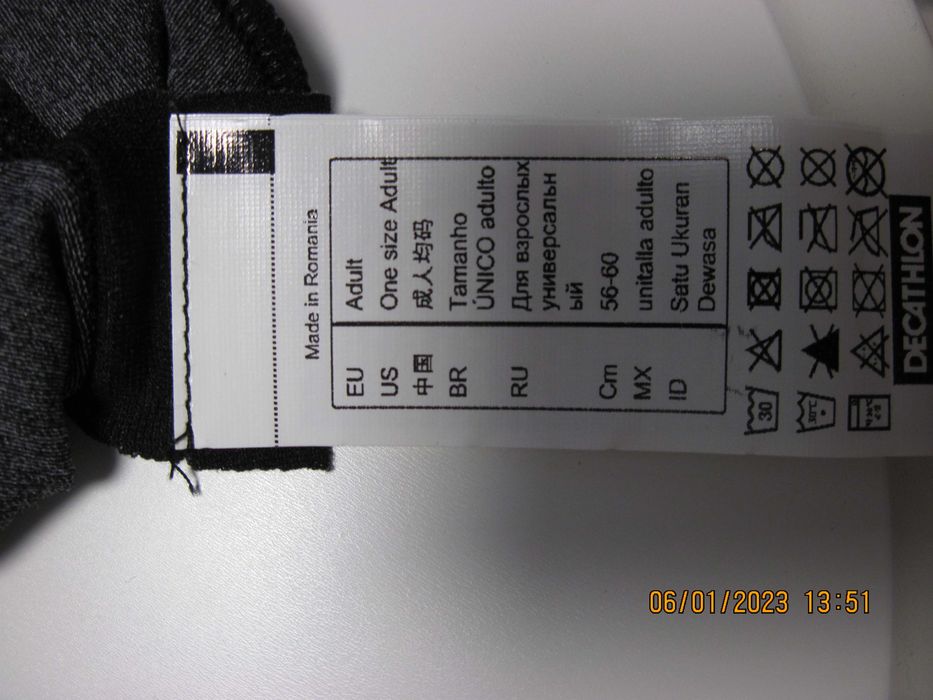 Made in Romania
EU Adult
US One size Adult
中国 成人均码
BR Tamanho
ÚNICO adulto
RU Для взрослых
универсальн
ый
Cm 56-60
MX unitalla adulto
ID Satu Ukuran
Dewasa
30
30°C
DECATHLON
06/01/2023 13:51